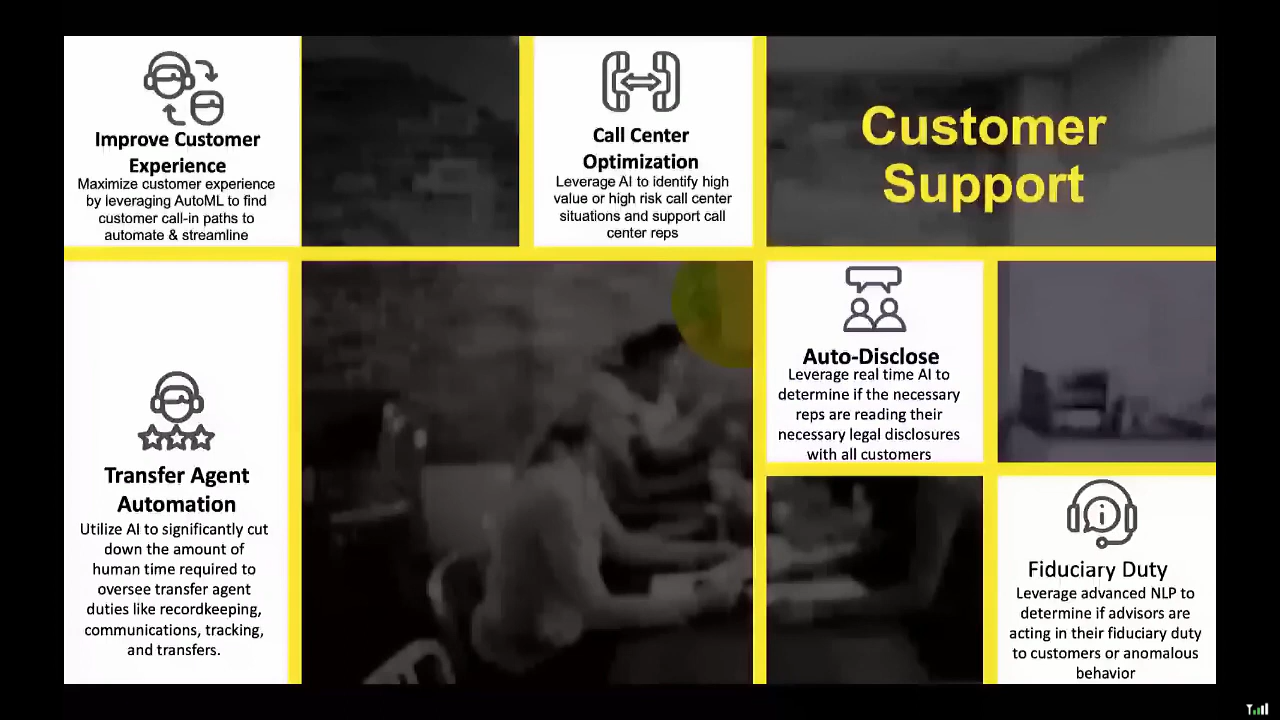 Improve Customer
Experience
Maximize customer experience
by leveraging AutoML to find
customer call-in paths to
automate & streamline
Call Center
Optimization
Leverage AI to identify high
value or high risk call center
situations and support call
center reps
Customer
Support
Transfer Agent
Automation
Utilize AI to significantly cut
down the amount of
human time required to
oversee transfer agent
duties like recordkeeping,
communications, tracking,
and transfers.
Auto-Disclose
Leverage real time AI to
determine if the necessary
reps are reading their
necessary legal disclosures
with all customers
Fiduciary Duty
Leverage advanced NLP to
determine if advisors are
acting in their fiduciary duty
to customers or anomalous
behavior